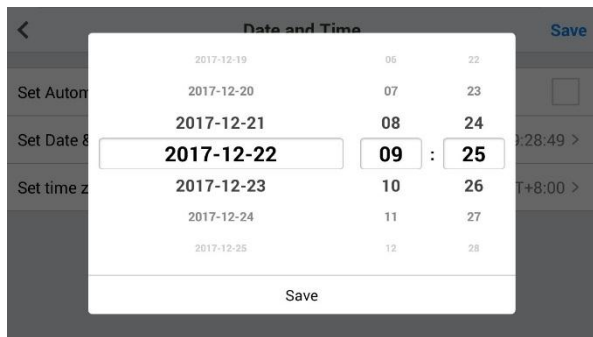 Date and Time Save
2017-12-19 06 22
Set Autom 2017-12-20 07 23
2017-12-21 08 24
Set Date & :28:49 >
2017-12-22 09 : 25
2017-12-23 10 26
Set time z T+8:00 >
2017-12-24 11 27
2017-12-25 12 28
Save